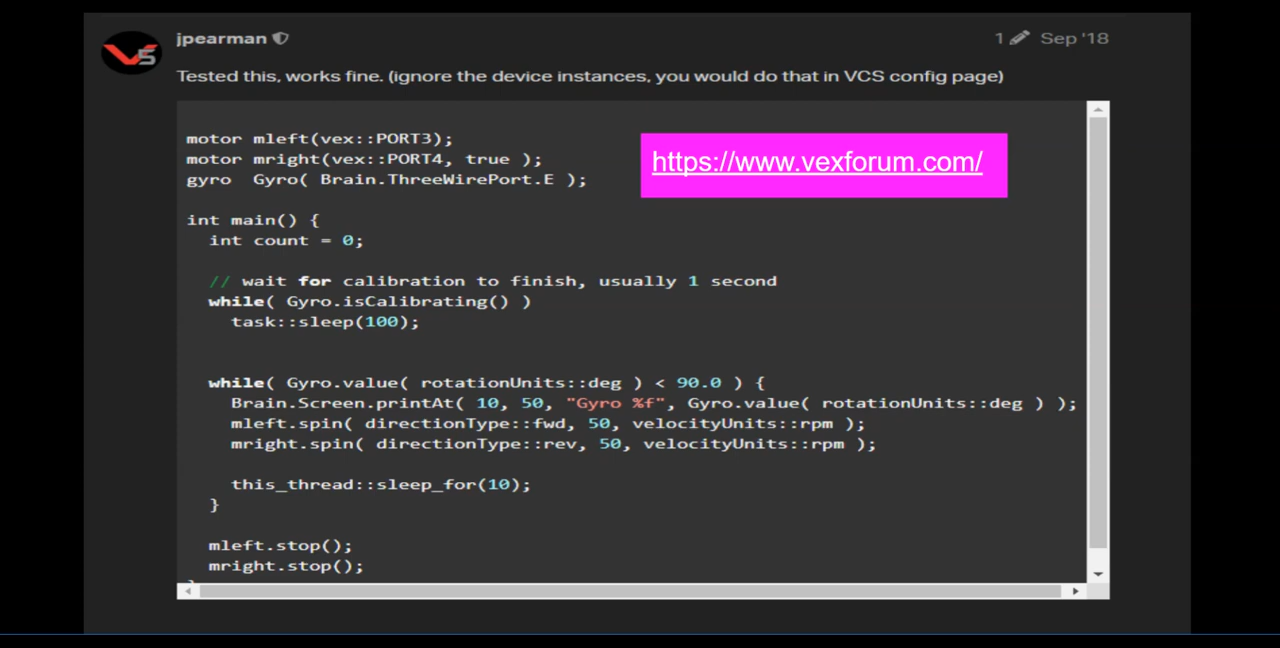 jpearman
1 Sep '18
V5
Tested this, works fine. (ignore the device instances, you would do that in VCS config page)
motor mleft(vex::PORT3);
motor mright(vex::PORT4, true );
gyro  Gyro( Brain.ThreeWirePort.E );
https://www.vexforum.com/
int main() {
  int count = 0;
  // wait for calibration to finish, usually 1 second
  while( Gyro.isCalibrating() )
    task::sleep(100);
  while( Gyro.value( rotationUnits::deg ) < 90.0 ) {
    Brain.Screen.printAt( 10, 50, "Gyro %f", Gyro.value( rotationUnits::deg ) );
    mleft.spin( directionType::fwd, 50, velocityUnits::rpm );
    mright.spin( directionType::rev, 50, velocityUnits::rpm );
    this_thread::sleep_for(10);
  }
  mleft.stop();
  mright.stop();